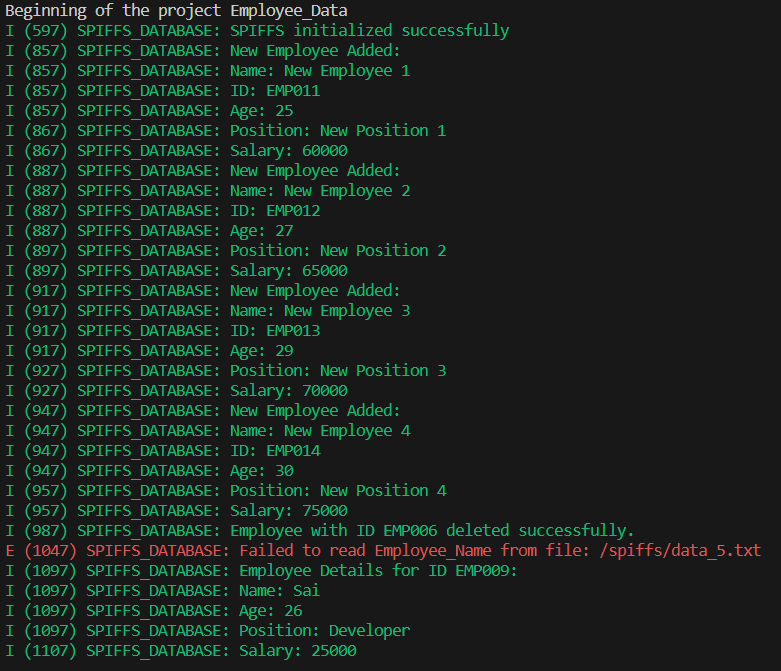 Beginning of the project Employee_Data
I (597) SPIFFS_DATABASE: SPIFFS initialized successfully
I (857) SPIFFS_DATABASE: New Employee Added:
I (857) SPIFFS_DATABASE: Name: New Employee 1
I (857) SPIFFS_DATABASE: ID: EMP011
I (857) SPIFFS_DATABASE: Age: 25
I (867) SPIFFS_DATABASE: Position: New Position 1
I (867) SPIFFS_DATABASE: Salary: 60000
I (887) SPIFFS_DATABASE: New Employee Added:
I (887) SPIFFS_DATABASE: Name: New Employee 2
I (887) SPIFFS_DATABASE: ID: EMP012
I (887) SPIFFS_DATABASE: Age: 27
I (897) SPIFFS_DATABASE: Position: New Position 2
I (897) SPIFFS_DATABASE: Salary: 65000
I (917) SPIFFS_DATABASE: New Employee Added:
I (917) SPIFFS_DATABASE: Name: New Employee 3
I (917) SPIFFS_DATABASE: ID: EMP013
I (917) SPIFFS_DATABASE: Age: 29
I (927) SPIFFS_DATABASE: Position: New Position 3
I (927) SPIFFS_DATABASE: Salary: 70000
I (947) SPIFFS_DATABASE: New Employee Added:
I (947) SPIFFS_DATABASE: Name: New Employee 4
I (947) SPIFFS_DATABASE: ID: EMP014
I (947) SPIFFS_DATABASE: Age: 30
I (957) SPIFFS_DATABASE: Position: New Position 4
I (957) SPIFFS_DATABASE: Salary: 75000
I (987) SPIFFS_DATABASE: Employee with ID EMP006 deleted successfully.
E (1047) SPIFFS_DATABASE: Failed to read Employee_Name from file: /spiffs/data_5.txt
I (1097) SPIFFS_DATABASE: Employee Details for ID EMP009:
I (1097) SPIFFS_DATABASE: Name: Sai
I (1097) SPIFFS_DATABASE: Age: 26
I (1097) SPIFFS_DATABASE: Position: Developer
I (1107) SPIFFS_DATABASE: Salary: 25000